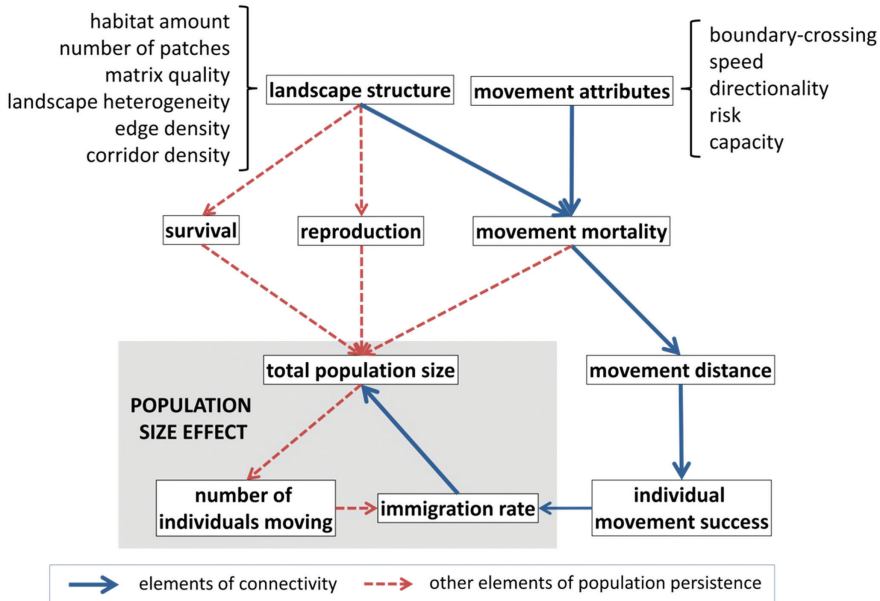 habitat amount
number of patches
matrix quality
landscape heterogeneity
edge density
corridor density
landscape structure
movement attributes
boundary-crossing
speed
directionality
risk
capacity
survival
reproduction
movement mortality
total population size
movement distance
POPULATION
SIZE EFFECT
number of
individuals moving
immigration rate
individual
movement success
elements of connectivity
other elements of population persistence